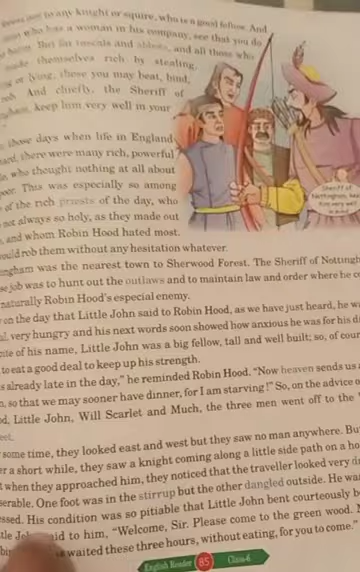 to any knight or squire, who is a good fellow. And
who has a woman in his company, see that you do
harm. But for rascals and abbots, and all those who
made themselves rich by stealing,
or lying, those you may beat, bind,
rob. And chiefly, the Sheriff of
keep him very well in your
those days when life in England
there were many rich, powerful
who thought nothing at all about
poor. This was especially so among
of the rich priests of the day, who
not always so holy, as they made out
and whom Robin Hood hated most.
would rob them without any hesitation whatever.
Sheriff of
Nottingham, keep
him very well
in mind
was the nearest town to Sherwood Forest. The Sheriff of
job was to hunt out the outlaws and to maintain law and order where he
naturally Robin Hood's especial enemy.
on the day that Little John said to Robin Hood, as we have just heard, he
very hungry and his next words soon showed how anxious he was for his
of his name, Little John was a big fellow, tall and well built; so, of
to eat a good deal to keep up his strength.
is already late in the day," he reminded Robin Hood. "Now heaven sends us
so that we may sooner have dinner, for I am starving!" So, on the advice
Little John, Will Scarlet and Much, the three men went off to the
some time, they looked east and west but they saw no man anywhere.
a short while, they saw a knight coming along a little side path on a
when they approached him, they noticed that the traveller looked very
One foot was in the stirrup but the other dangled outside. He
His condition was so pitiable that Little John bent courteously
said to him, "Welcome, Sir. Please come to the green wood.
waited these three hours, without eating, for you to come."
English Reader 85 Class-6